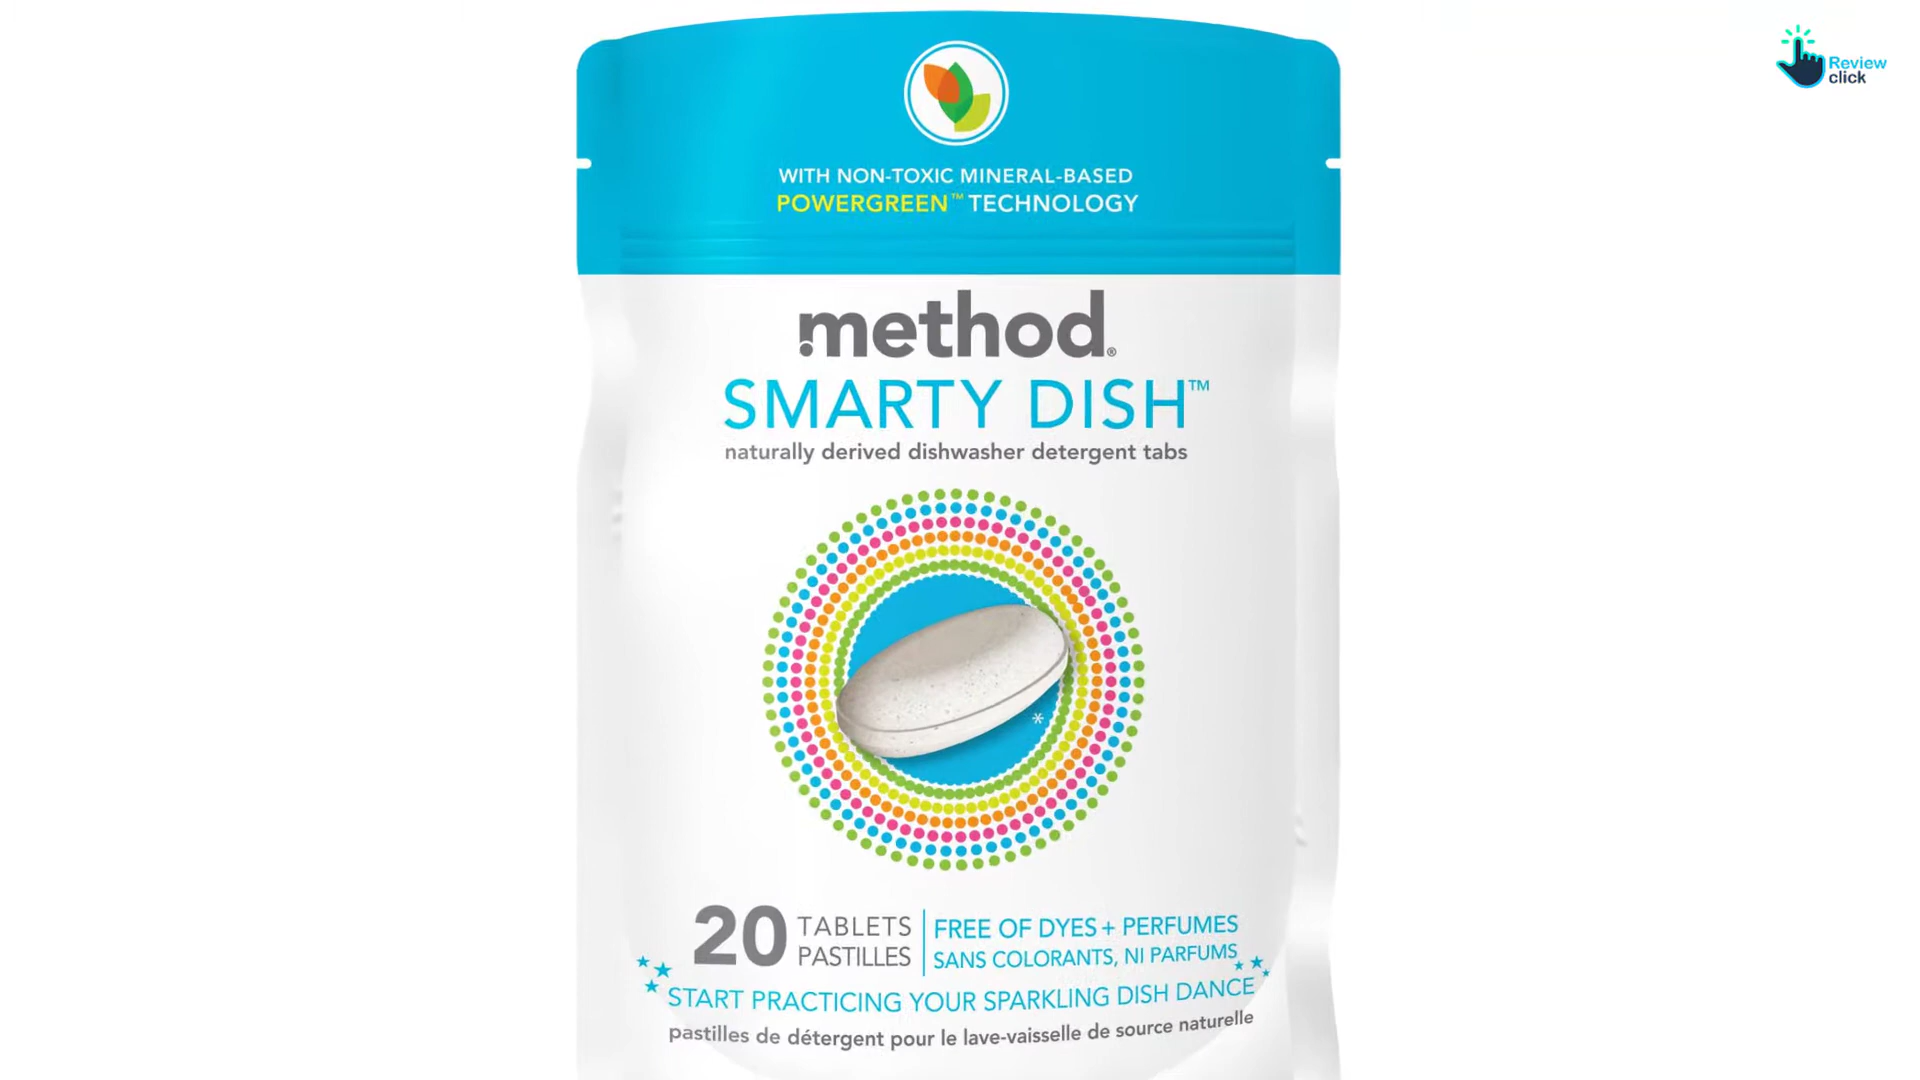 Review
click
WITH NON-TOXIC MINERAL-BASED
POWERGREEN™ TECHNOLOGY
method®
SMARTY DISH™
naturally derived dishwasher detergent tabs
*
20 TABLETS
PASTILLES
FREE OF DYES + PERFUMES
SANS COLORANTS, NI PARFUMS
START PRACTICING YOUR SPARKLING DISH DANCE
pastilles de détergent pour le lave-vaisselle de source naturelle